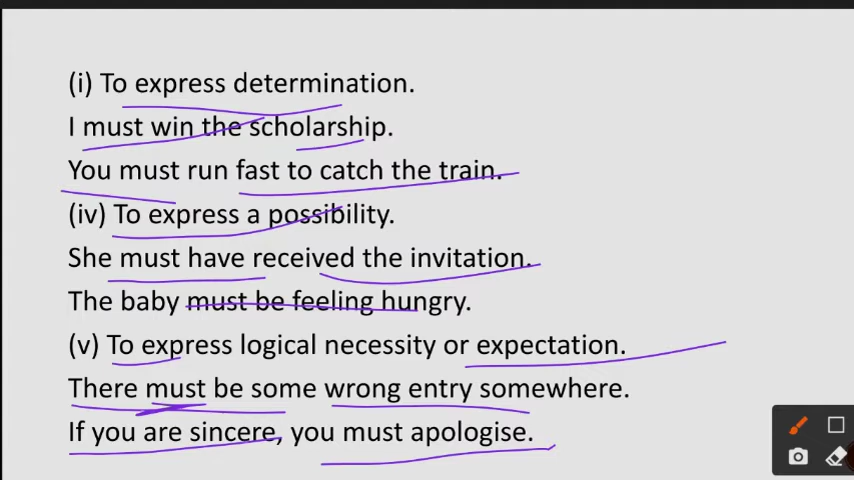 (i) To express determination.
I must win the scholarship.
You must run fast to catch the train.
(iv) To express a possibility.
She must have received the invitation.
The baby must be feeling hungry.
(v) To express logical necessity or expectation.
There must be some wrong entry somewhere.
If you are sincere, you must apologise.